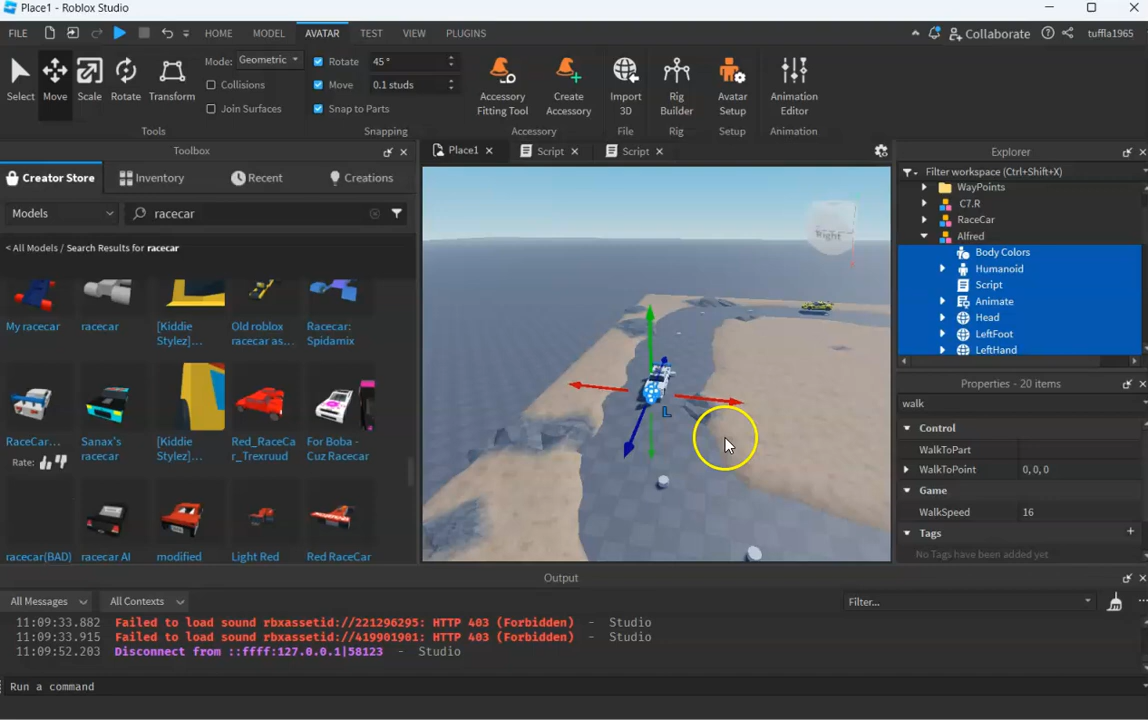 Place1 - Roblox Studio
FILE HOME MODEL AVATAR TEST VIEW PLUGINS Collaborate tuffla1965
Select Move Scale Rotate Transform
Mode: Geometric
Collisions
Join Surfaces
Tools
Rotate 45 °
Move 0.1 studs
Snap to Parts
Snapping
Accessory Fitting Tool
Create Accessory
Accessory
Import 3D
File
Rig Builder
Rig
Avatar Setup
Setup
Animation Editor
Animation
Toolbox
Creator Store Inventory Recent Creations
Models racecar
< All Models / Search Results for racecar
My racecar racecar [Kiddie Stylez]... Old roblox racecar as... Racecar: Spidamix
RaceCar... Sanax's racecar [Kiddie Stylez]... Red_RaceCar_Trexruud For Boba - Cuz Racecar
Rate:
racecar(BAD) racecar AI modified Light Red Red RaceCar
Place1 Script Script
Right
L
Explorer
Filter workspace (Ctrl+Shift+X)
WayPoints
C7.R
RaceCar
Alfred
Body Colors
Humanoid
Script
Animate
Head
LeftFoot
LeftHand
Properties - 20 items
walk
Control
WalkToPart
WalkToPoint 0, 0, 0
Game
WalkSpeed 16
Tags
No Tags have been added yet
Output
All Messages All Contexts Filter...
11:09:33.882 Failed to load sound rbxassetid://221296295: HTTP 403 (Forbidden) - Studio
11:09:33.915 Failed to load sound rbxassetid://419901901: HTTP 403 (Forbidden) - Studio
11:09:52.203 Disconnect from ::ffff:127.0.0.1|58123 - Studio
Run a command